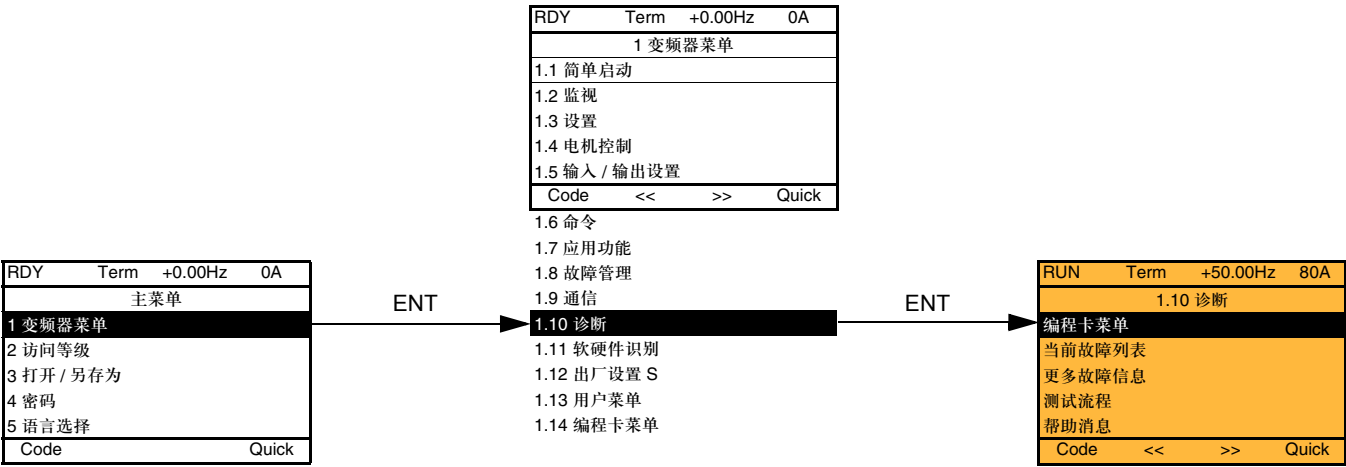 RDY Term +0.00Hz 0A
主菜单
1 变频器菜单
2 访问等级
3 打开 / 另存为
4 密码
5 语言选择
Code Quick
ENT
RDY Term +0.00Hz 0A
1 变频器菜单
1.1 简单启动
1.2 监视
1.3 设置
1.4 电机控制
1.5 输入 / 输出设置
Code << >> Quick
1.6 命令
1.7 应用功能
1.8 故障管理
1.9 通信
1.10 诊断
1.11 软硬件识别
1.12 出厂设置 S
1.13 用户菜单
1.14 编程卡菜单
ENT
RUN Term +50.00Hz 80A
1.10 诊断
编程卡菜单
当前故障列表
更多故障信息
测试流程
帮助消息
Code << >> Quick